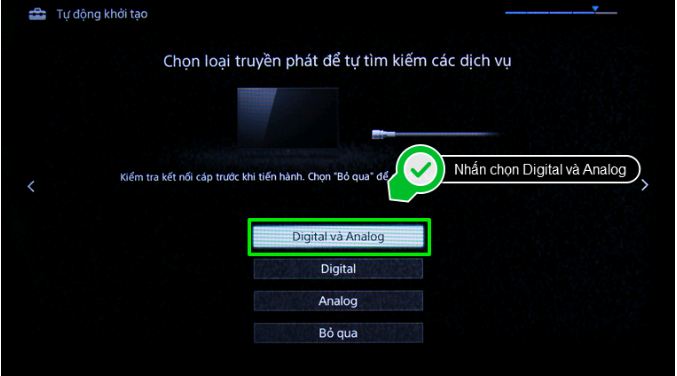 Tự động khởi tạo
Chọn loại truyền phát để tự tìm kiếm các dịch vụ
Kiểm tra kết nối cáp trước khi tiến hành. Chọn "Bỏ qua" để
Nhấn chọn Digital và Analog
Digital và Analog
Digital
Analog
Bỏ qua